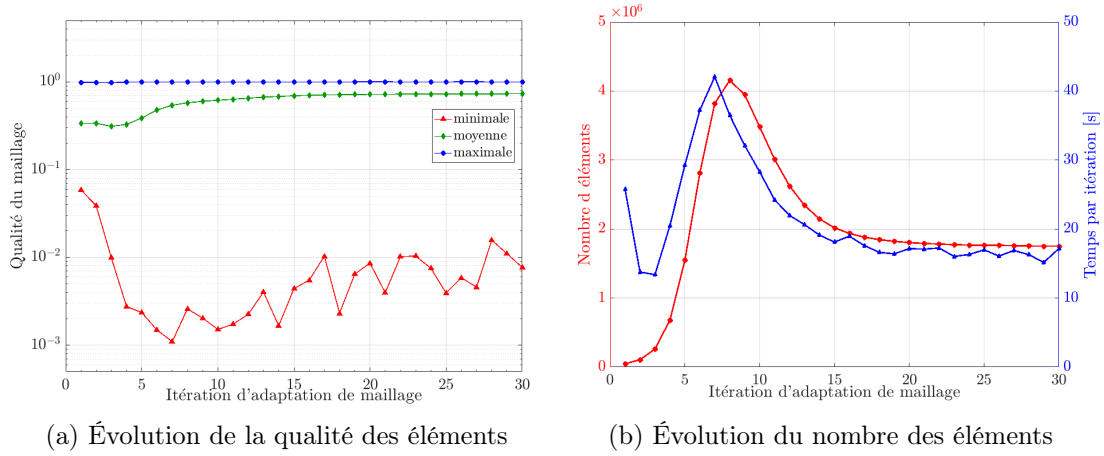 10^0
10^-1
10^-2
10^-3
Qualité du maillage
minimale
moyenne
maximale
0 5 10 15 20 25 30
Itération d'adaptation de maillage
(a) Évolution de la qualité des éléments
5 ×10^6
4
3
2
1
0
Nombre d éléments
50
40
30
20
10
0
Temps par itération [s]
0 5 10 15 20 25 30
Itération d'adaptation de maillage
(b) Évolution du nombre des éléments